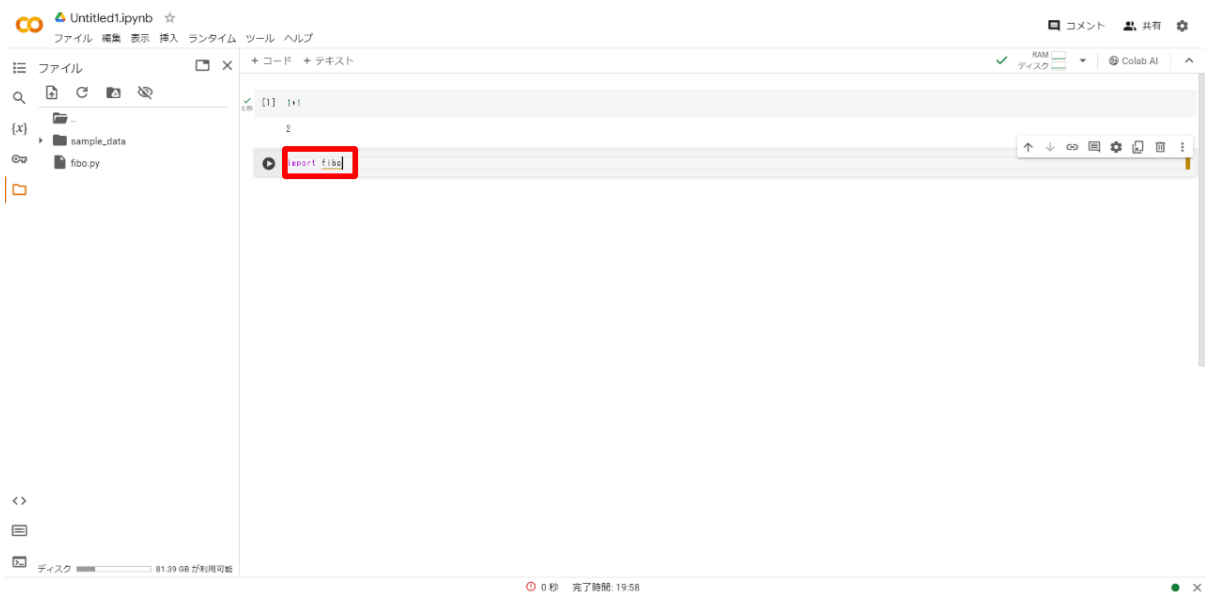 Untitled1.ipynb
ファイル 編集 表示 挿入 ランタイム ツール ヘルプ
コメント 共有
ファイル
+ コード + テキスト
RAM
ディスク
Colab AI
{x}
..
sample_data
fibo.py
[1] 1+1
0秒
2
import fibo
ディスク 81.39 GB が利用可能
0 秒 完了時間: 19:58